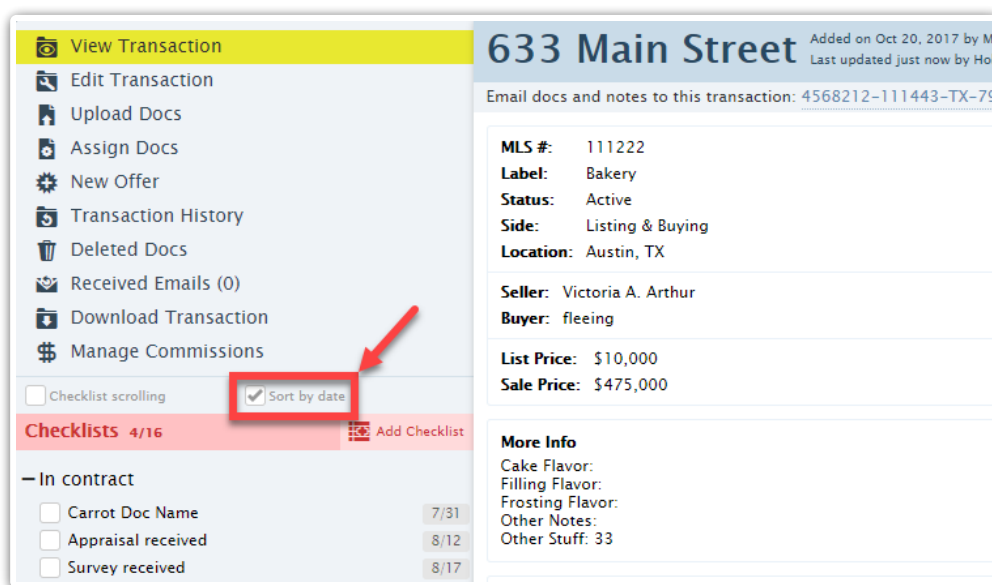 View Transaction
Edit Transaction
Upload Docs
Assign Docs
New Offer
Transaction History
Deleted Docs
Received Emails (0)
Download Transaction
Manage Commissions
Checklist scrolling
Sort by date
Checklists 4/16
Add Checklist
In contract
Carrot Doc Name 7/31
Appraisal received 8/12
Survey received 8/17
633 Main Street
Added on Oct 20, 2017 by M
Last updated just now by Ho
Email docs and notes to this transaction: 4568212-111443-TX-79
MLS #: 111222
Label: Bakery
Status: Active
Side: Listing & Buying
Location: Austin, TX
Seller: Victoria A. Arthur
Buyer: fleeing
List Price: $10,000
Sale Price: $475,000
More Info
Cake Flavor:
Filling Flavor:
Frosting Flavor:
Other Notes:
Other Stuff: 33